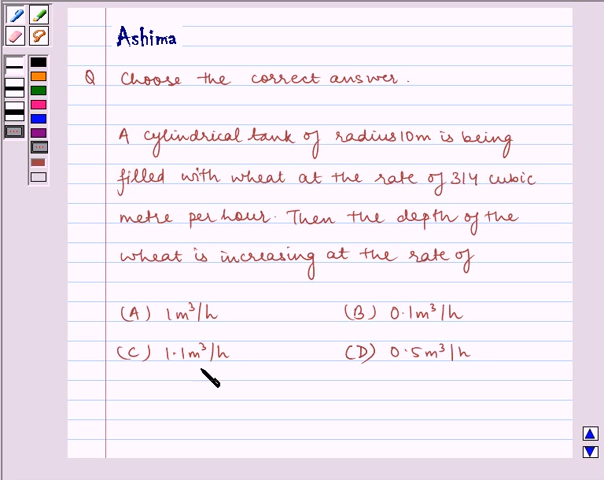 Ashima
Q Choose the correct answer.
A cylindrical tank of radius 10m is being
filled with wheat at the rate of 314 cubic
metre per hour. Then the depth of the
wheat is increasing at the rate of
(A) 1m³/h (B) 0.1m³/h
(C) 1.1m³/h (D) 0.5m³/h